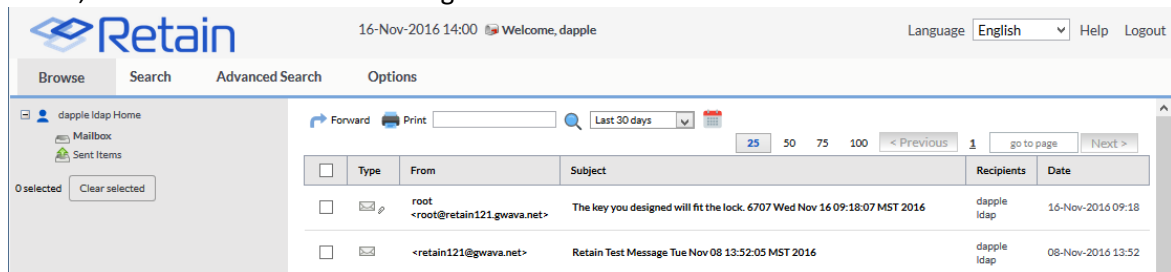 Retain
16-Nov-2016 14:00 Welcome, dapple
Language English Help Logout
Browse Search Advanced Search Options
dapple ldap Home
Mailbox
Sent Items
0 selected Clear selected
Forward Print Last 30 days
25 50 75 100 < Previous 1 go to page Next >
Type From Subject Recipients Date
root
<root@retain121.gwava.net>
The key you designed will fit the lock. 6707 Wed Nov 16 09:18:07 MST 2016
dapple
ldap
16-Nov-2016 09:18
<retain121@gwava.net>
Retain Test Message Tue Nov 08 13:52:05 MST 2016
dapple
ldap
08-Nov-2016 13:52